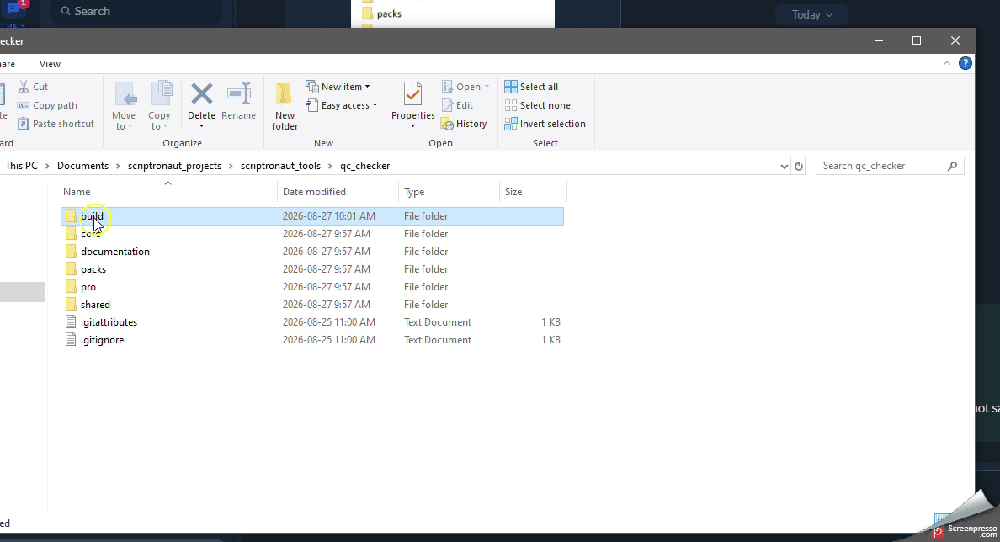 1
CHATS
Search
packs
Today
ecker
are
View
Cut
Copy path
te
Paste shortcut
ard
Move to
Copy to
Delete
Rename
Organize
New folder
New item
Easy access
New
Properties
Open
Edit
History
Open
Select all
Select none
Invert selection
Select
This PC > Documents > scriptronaut_projects > scriptronaut_tools > qc_checker
Search qc_checker
Name Date modified Type Size
build 2026-08-27 10:01 AM File folder
core 2026-08-27 9:57 AM File folder
documentation 2026-08-27 9:57 AM File folder
packs 2026-08-27 9:57 AM File folder
pro 2026-08-27 9:57 AM File folder
shared 2026-08-27 9:57 AM File folder
.gitattributes 2026-08-25 11:00 AM Text Document 1 KB
.gitignore 2026-08-25 11:00 AM Text Document 1 KB
not sa
ed
Screenpresso
.com